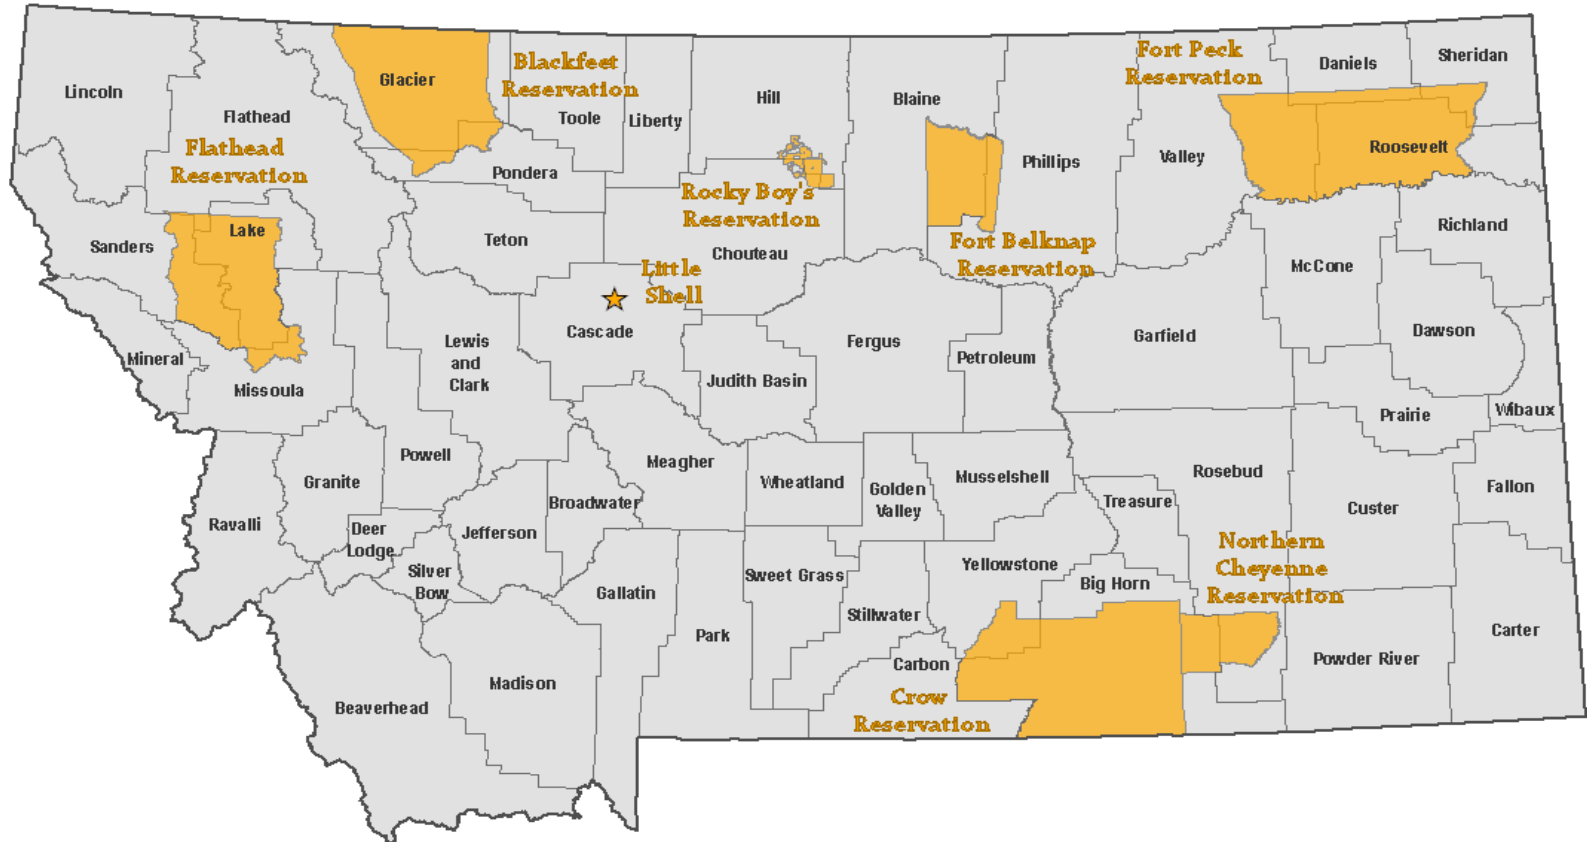 Lincoln
Flathead
Flathead
Reservation
Glacier
Blackfeet
Reservation
Toole
Liberty
Hill
Blaine
Phillips
Fort Peck
Reservation
Valley
Daniels
Sheridan
Roosevelt
Pondera
Rocky Boy's
Reservation
Fort Belknap
Reservation
Sanders
Lake
Teton
Chouteau
Little
Shell
Richland
McCone
Mineral
Missoula
Lewis
and
Clark
Cascade
Judith Basin
Fergus
Petroleum
Garfield
Dawson
Prairie
Wibaux
Ravalli
Granite
Powell
Deer
Lodge
Silver
Bow
Jefferson
Broadwater
Meagher
Wheatland
Golden
Valley
Musselshell
Treasure
Rosebud
Custer
Fallon
Northern
Cheyenne
Reservation
Beaverhead
Madison
Gallatin
Park
Sweet Grass
Stillwater
Yellowstone
Big Horn
Carbon
Crow
Reservation
Powder River
Carter